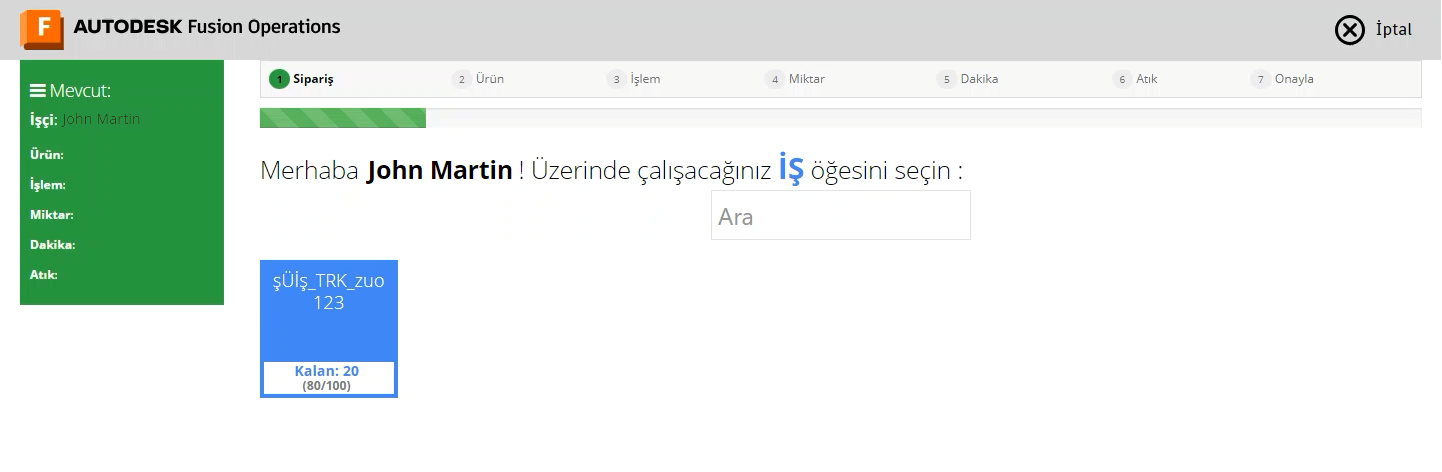 F AUTODESK Fusion Operations
İptal
Mevcut:
İşçi: John Martin
Ürün:
İşlem:
Miktar:
Dakika:
Atık:
1 Sipariş 2 Ürün 3 İşlem 4 Miktar 5 Dakika 6 Atık 7 Onayla
Merhaba John Martin ! Üzerinde çalışacağınız İŞ öğesini seçin :
Ara
şÜİş_TRK_zuo
123
Kalan: 20
(80/100)